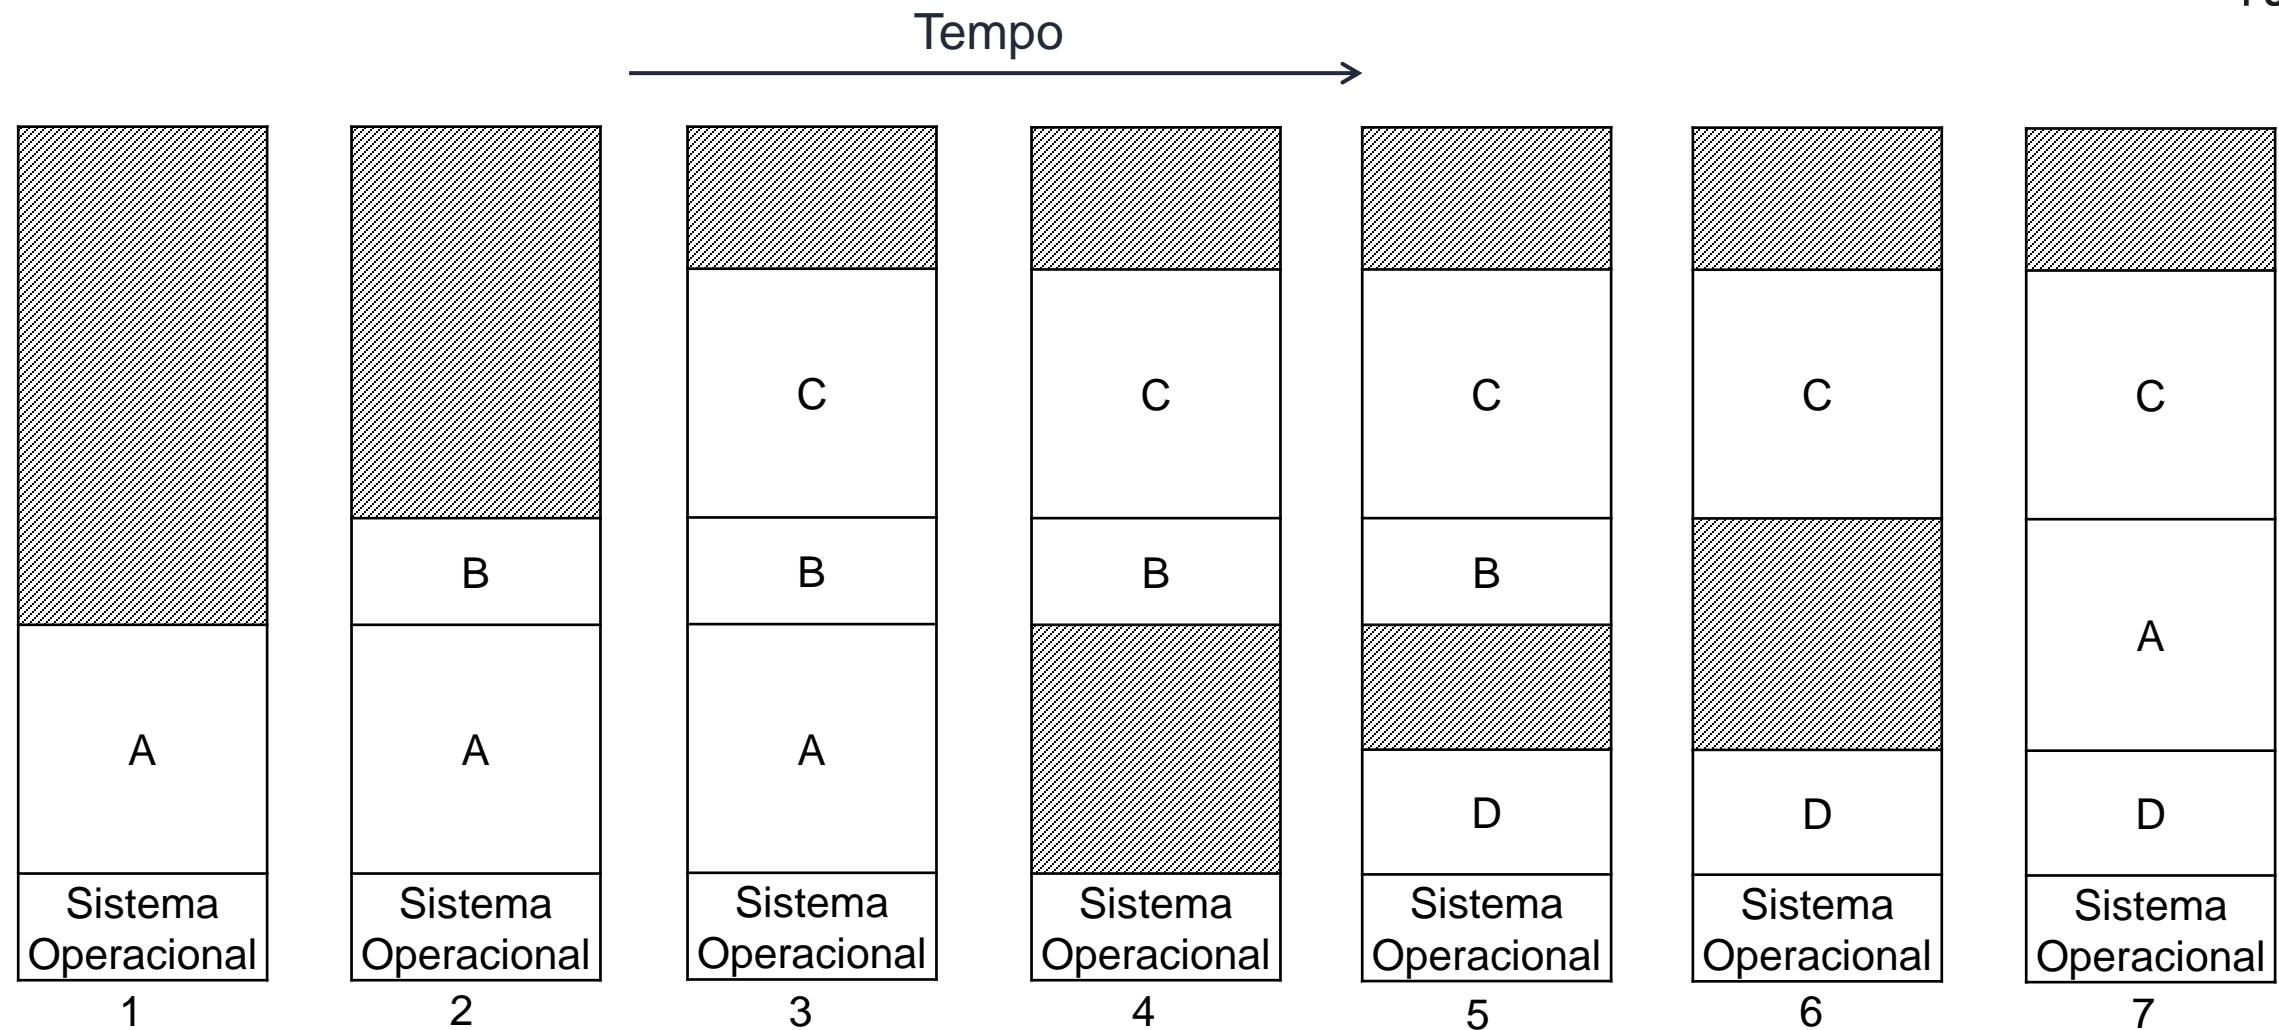 Tempo
A
Sistema
Operacional
1
B
A
Sistema
Operacional
2
C
B
A
Sistema
Operacional
3
C
B
Sistema
Operacional
4
C
B
D
Sistema
Operacional
5
C
D
Sistema
Operacional
6
C
A
D
Sistema
Operacional
7